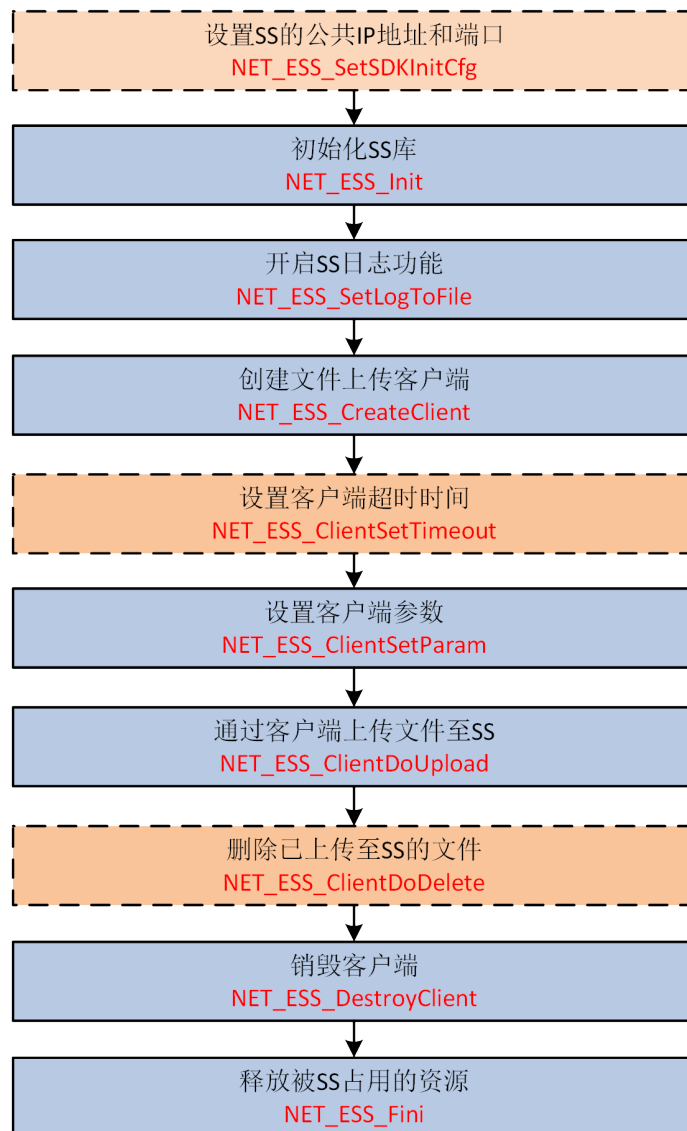 设置SS的公共IP地址和端口
NET_ESS_SetSDKInitCfg
初始化SS库
NET_ESS_Init
开启SS日志功能
NET_ESS_SetLogToFile
创建文件上传客户端
NET_ESS_CreateClient
设置客户端超时时间
NET_ESS_ClientSetTimeout
设置客户端参数
NET_ESS_ClientSetParam
通过客户端上传文件至SS
NET_ESS_ClientDoUpload
删除已上传至SS的文件
NET_ESS_ClientDoDelete
销毁客户端
NET_ESS_DestroyClient
释放被SS占用的资源
NET_ESS_Fini